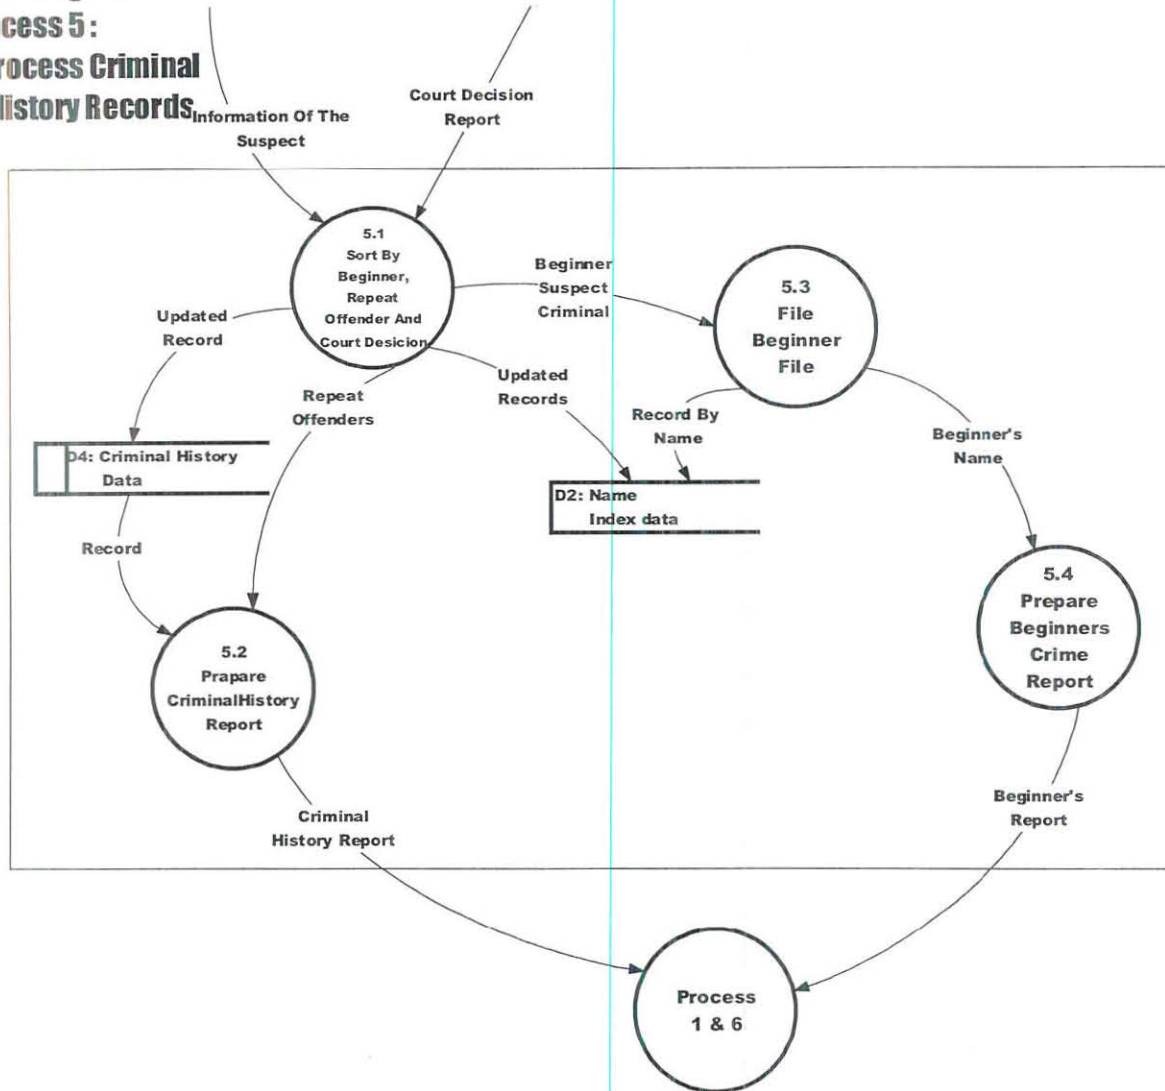 cess 5:
rocess Criminal
istory Records
Information Of The
Suspect
Court Decision
Report
5.1
Sort By
Beginner,
Repeat
Offender And
Court Desicion
Beginner
Suspect
Criminal
5.3
File
Beginner
File
Updated
Record
Repeat
Offenders
Updated
Records
Record By
Name
Beginner's
Name
D4: Criminal History
Data
D2: Name
Index data
Record
5.4
Prepare
Beginners
Crime
Report
5.2
Prapare
CriminalHistory
Report
Criminal
History Report
Beginner's
Report
Process
1 & 6